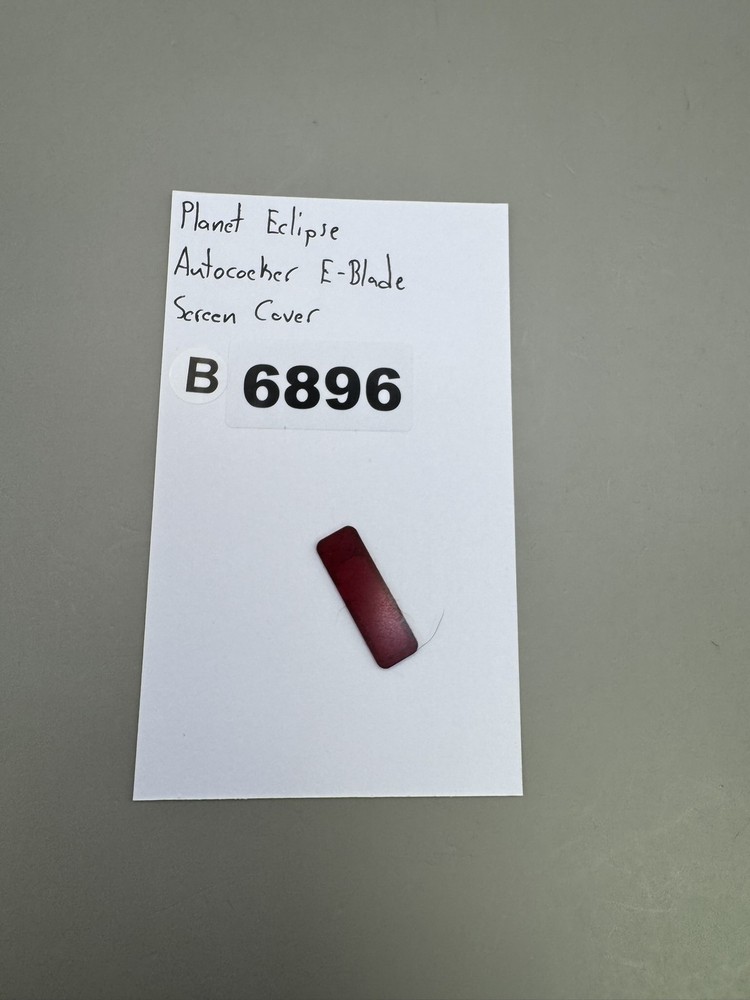 Planet Eclipse
Autococker E-Blade
Screen Cover
B 6896